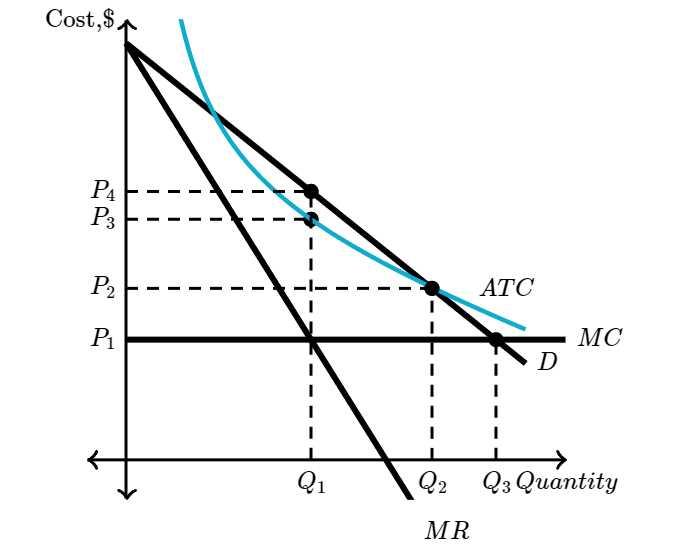 Cost,$
P₄
P₃
P₂
ATC
P₁
MC
D
Q₁
Q₂
Q₃
Quantity
MR